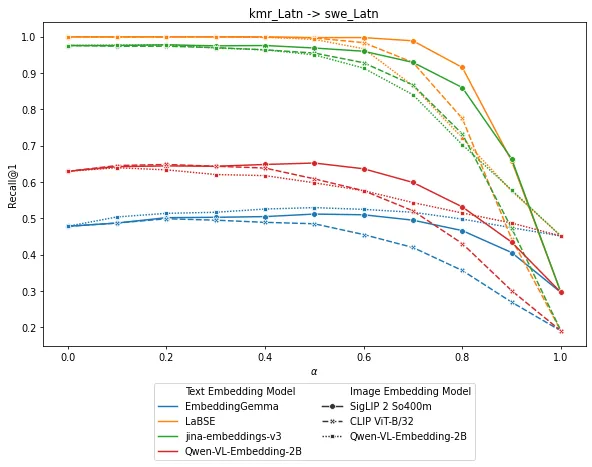 kmr_Latn -> swe_Latn
Recall@1
1.0
0.9
0.8
0.7
0.6
0.5
0.4
0.3
0.2
0.0 0.2 0.4 0.6 0.8 1.0
α
Text Embedding Model
EmbeddingGemma
LaBSE
jina-embeddings-v3
Qwen-VL-Embedding-2B
Image Embedding Model
SigLIP 2 So400m
CLIP ViT-B/32
Qwen-VL-Embedding-2B